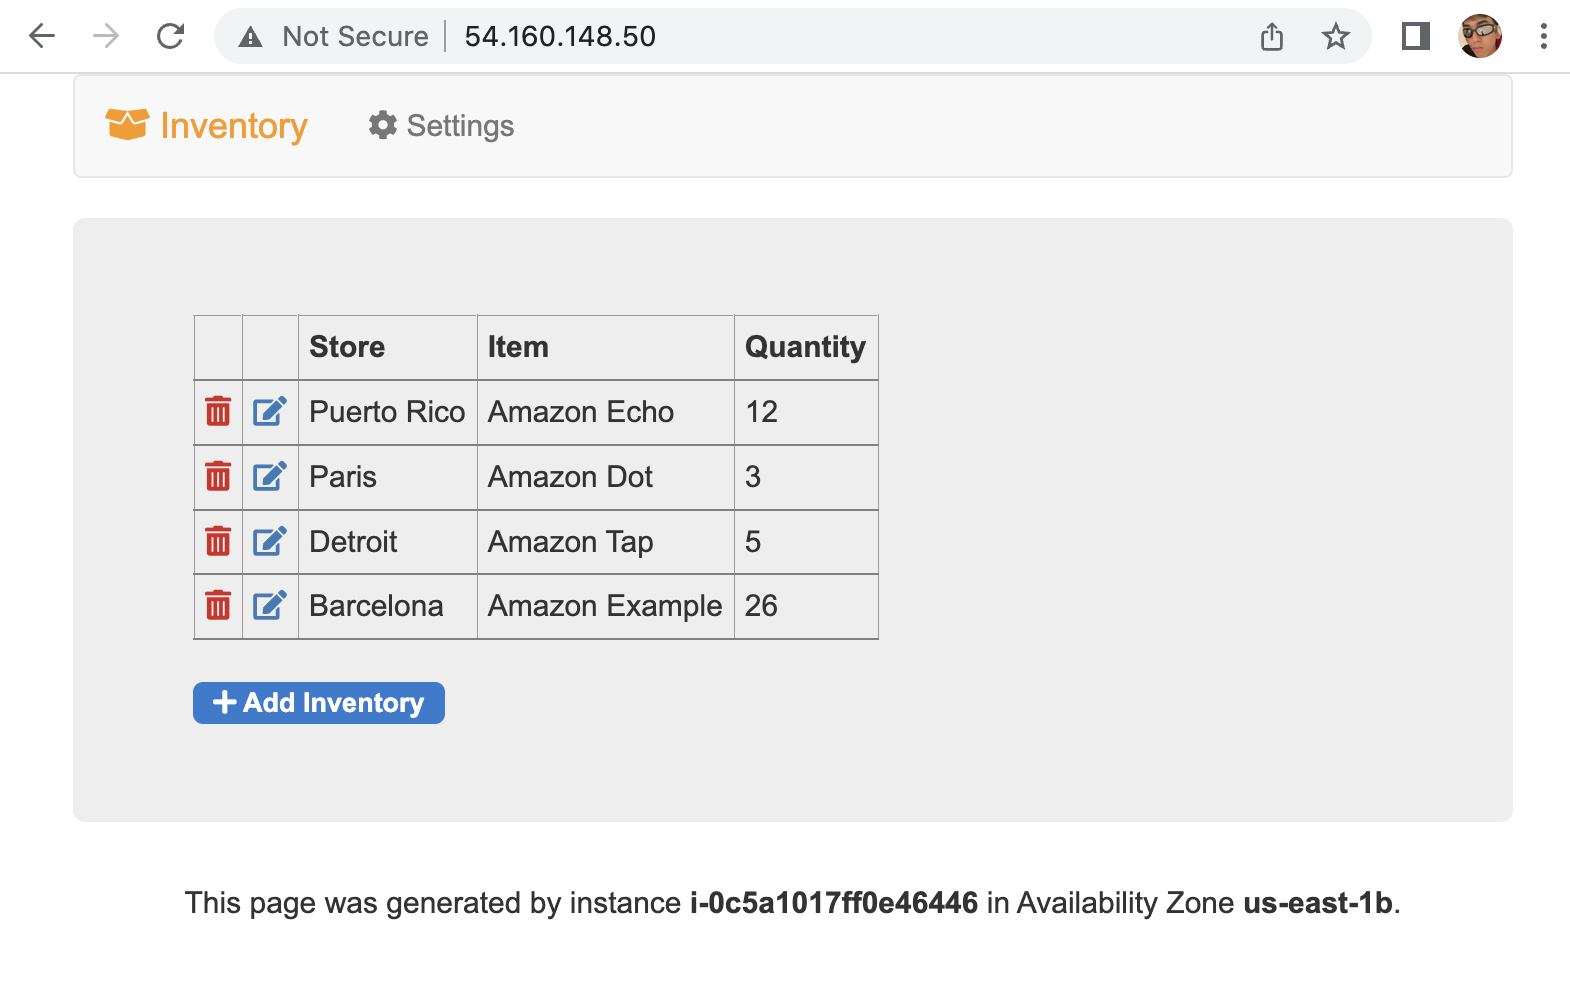 Not Secure 54.160.148.50
Inventory Settings
Store Item Quantity
Puerto Rico Amazon Echo 12
Paris Amazon Dot 3
Detroit Amazon Tap 5
Barcelona Amazon Example 26
Add Inventory
This page was generated by instance i-0c5a1017ff0e46446 in Availability Zone us-east-1b.